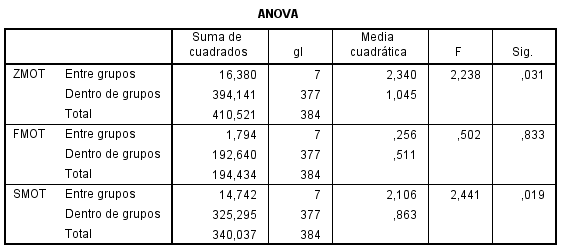 ANOVA
Suma de cuadrados gl Media cuadrática F Sig.
ZMOT Entre grupos 16,380 7 2,340 2,238 ,031
Dentro de grupos 394,141 377 1,045
Total 410,521 384
FMOT Entre grupos 1,794 7 ,256 ,502 ,833
Dentro de grupos 192,640 377 ,511
Total 194,434 384
SMOT Entre grupos 14,742 7 2,106 2,441 ,019
Dentro de grupos 325,295 377 ,863
Total 340,037 384